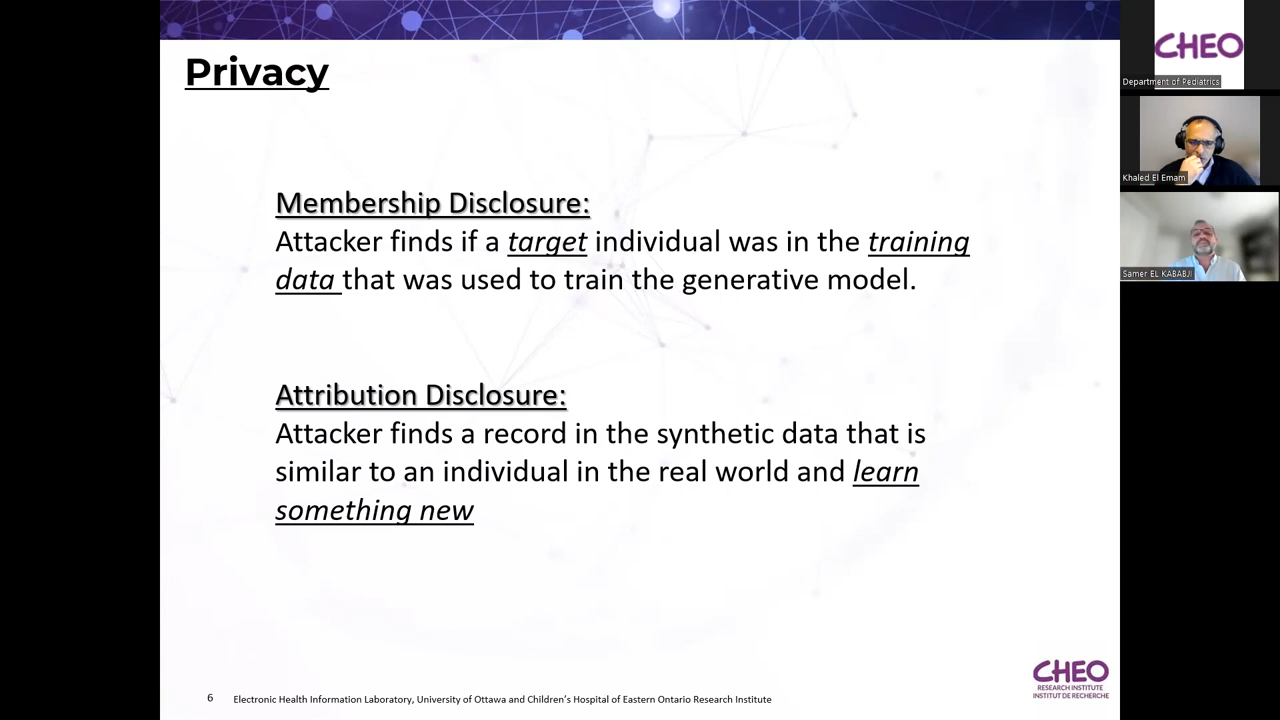 Privacy
Membership Disclosure:
Attacker finds if a target individual was in the training
data that was used to train the generative model.
Attribution Disclosure:
Attacker finds a record in the synthetic data that is
similar to an individual in the real world and learn
something new
6
Electronic Health Information Laboratory, University of Ottawa and Children’s Hospital of Eastern Ontario Research Institute
CHEO
RESEARCH INSTITUTE
INSTITUT DE RECHERCHE
CHEO
Department of Pediatrics
Khaled El Emam
Samer EL KABABJI